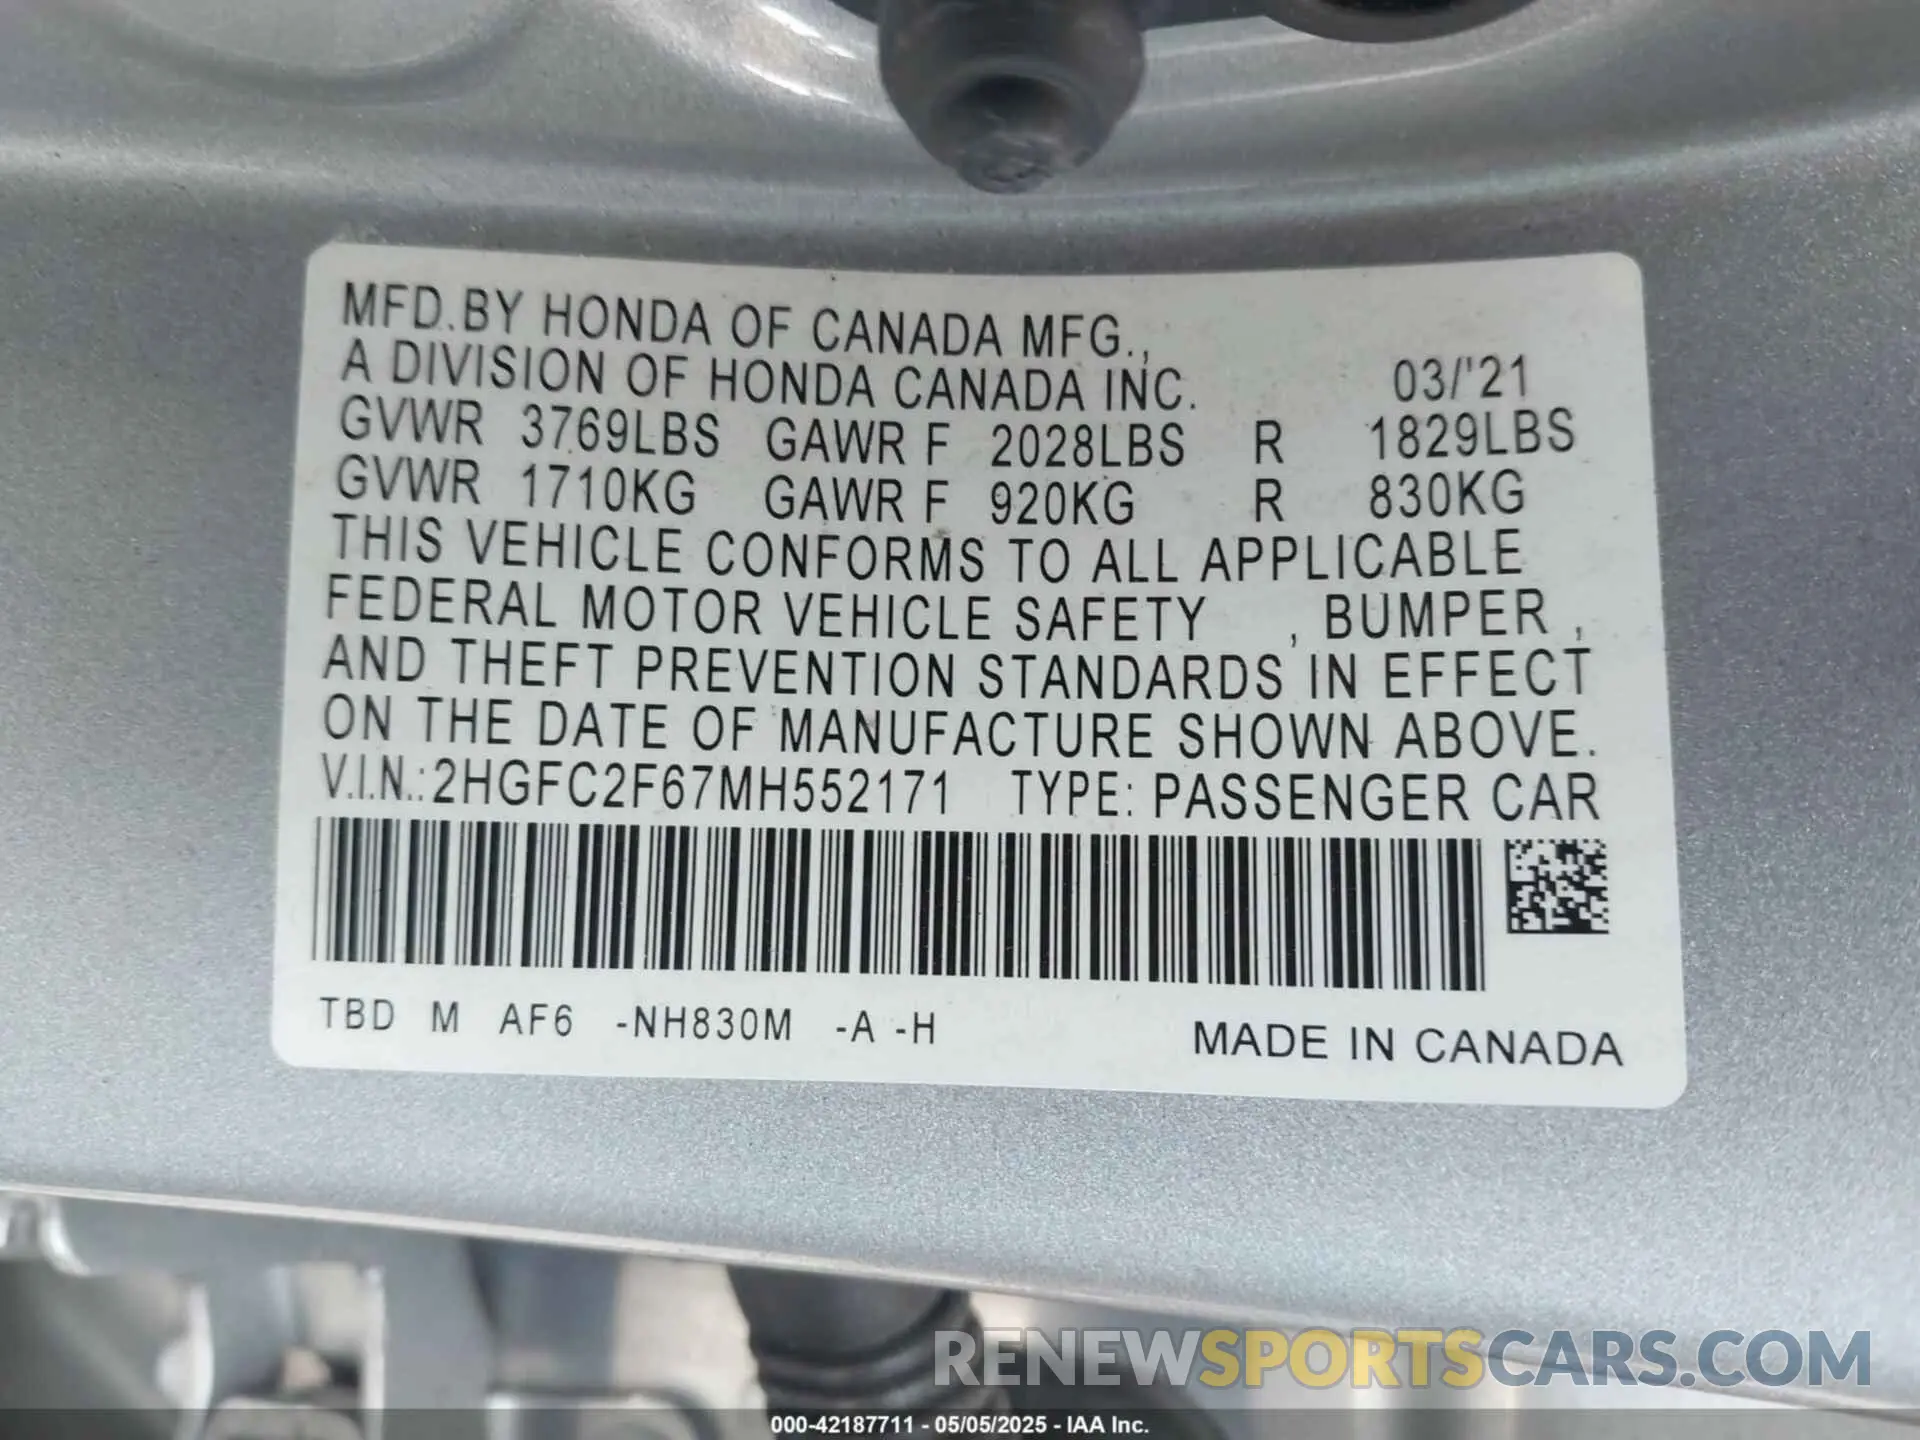 MFD.BY HONDA OF CANADA MFG.,
A DIVISION OF HONDA CANADA INC. 03/'21
GVWR 3769LBS GAWR F 2028LBS R 1829LBS
GVWR 1710KG GAWR F 920KG R 830KG
THIS VEHICLE CONFORMS TO ALL APPLICABLE
FEDERAL MOTOR VEHICLE SAFETY , BUMPER ,
AND THEFT PREVENTION STANDARDS IN EFFECT
ON THE DATE OF MANUFACTURE SHOWN ABOVE.
V.I.N.:2HGFC2F67MH552171 TYPE: PASSENGER CAR
TBD M AF6 -NH830M -A -H MADE IN CANADA
RENEWSPORTSCARS.COM
000-42187711 - 05/05/2025 - IAA Inc.